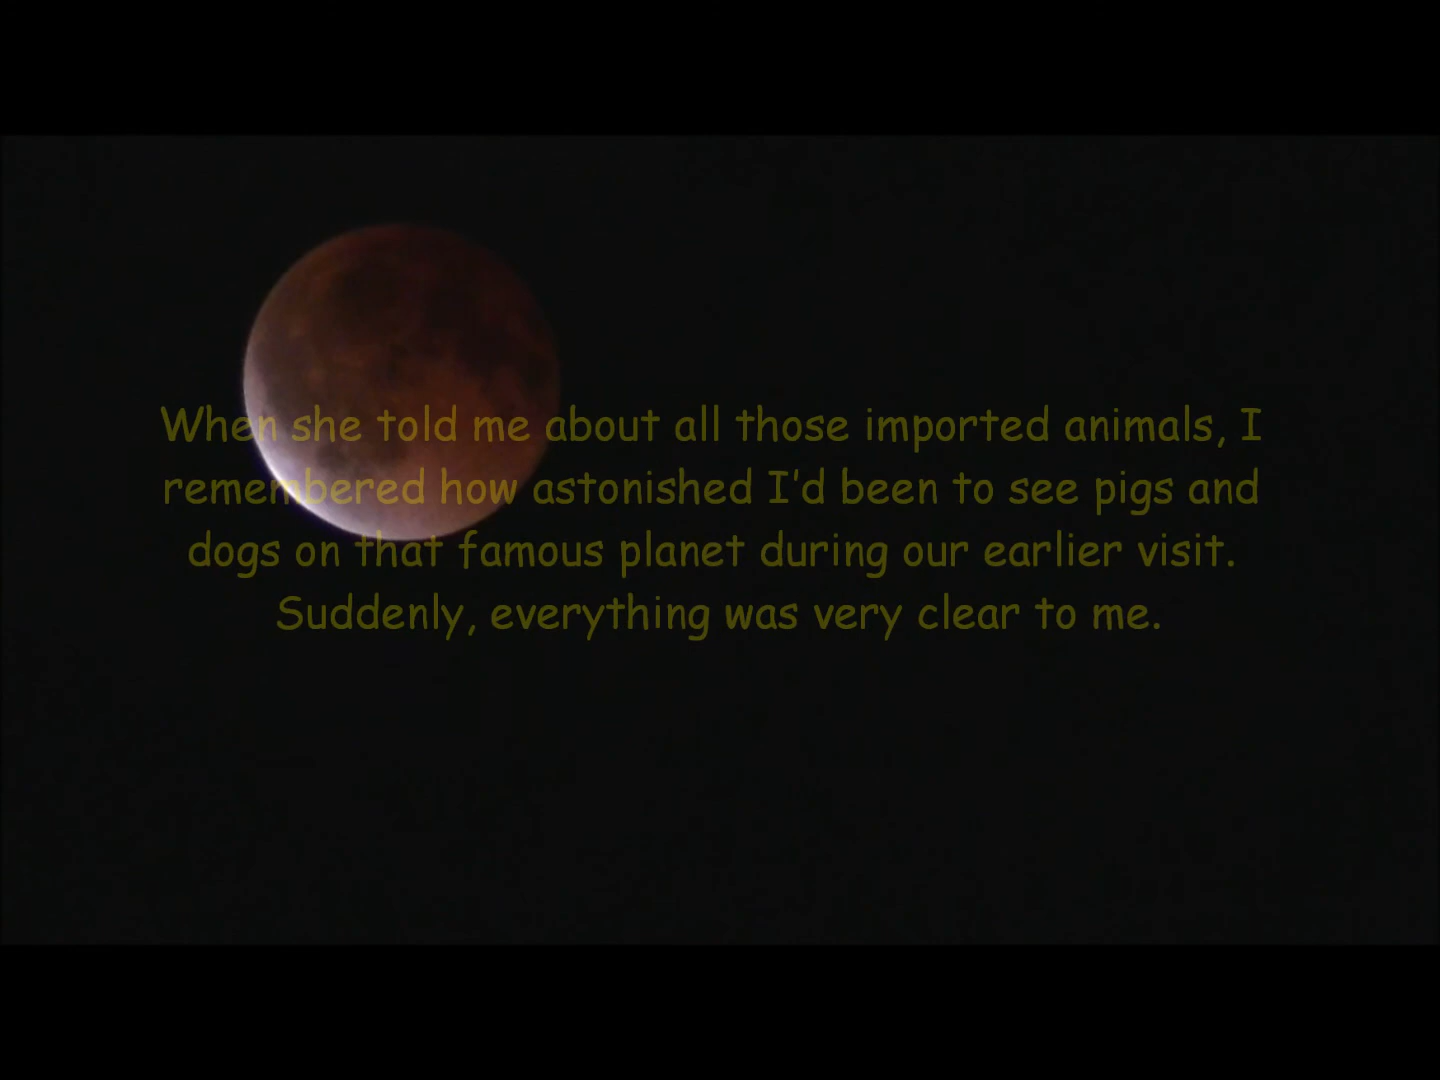 When she told me about all those imported animals, I
remembered how astonished I'd been to see pigs and
dogs on that famous planet during our earlier visit.
Suddenly, everything was very clear to me.